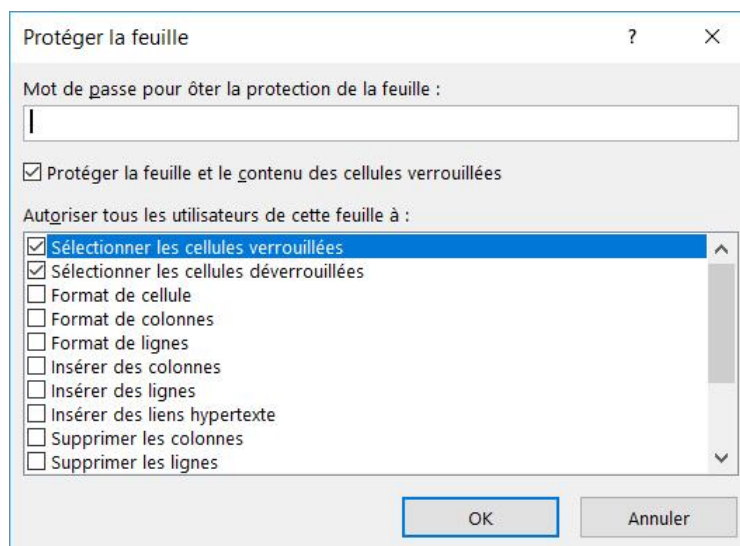 Protéger la feuille ?
Mot de passe pour ôter la protection de la feuille :
Protéger la feuille et le contenu des cellules verrouillées
Autoriser tous les utilisateurs de cette feuille à :
Sélectionner les cellules verrouillées
Sélectionner les cellules déverrouillées
Format de cellule
Format de colonnes
Format de lignes
Insérer des colonnes
Insérer des lignes
Insérer des liens hypertexte
Supprimer les colonnes
Supprimer les lignes
OK Annuler